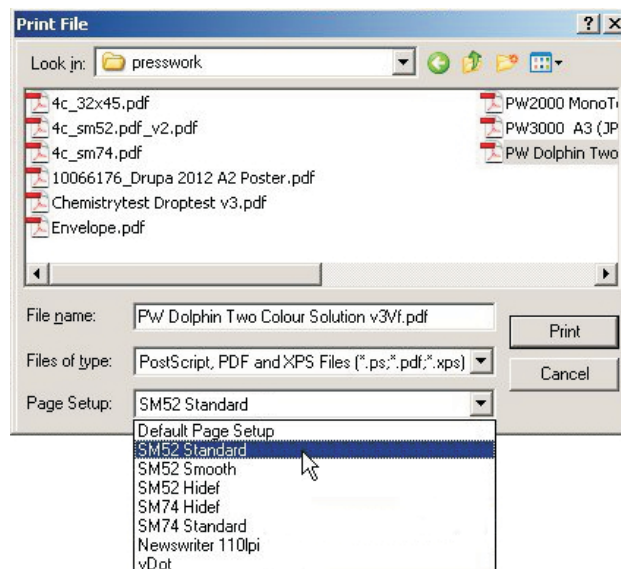 Print File
Look in: presswork
4c_32x45.pdf
4c_sm52.pdf_v2.pdf
4c_sm74.pdf
10066176_Drupa 2012 A2 Poster.pdf
Chemistrytest Droptest v3.pdf
Envelope.pdf
PW2000 MonoT
PW3000 A3 (JP
PW Dolphin Two
File name: PW Dolphin Two Colour Solution v3Vf.pdf
Print
Files of type: PostScript, PDF and XPS Files (*.ps;*.pdf;*.xps)
Cancel
Page Setup: SM52 Standard
Default Page Setup
SM52 Standard
SM52 Smooth
SM52 Hidef
SM74 Hidef
SM74 Standard
Newswriter 110lpi
vDot